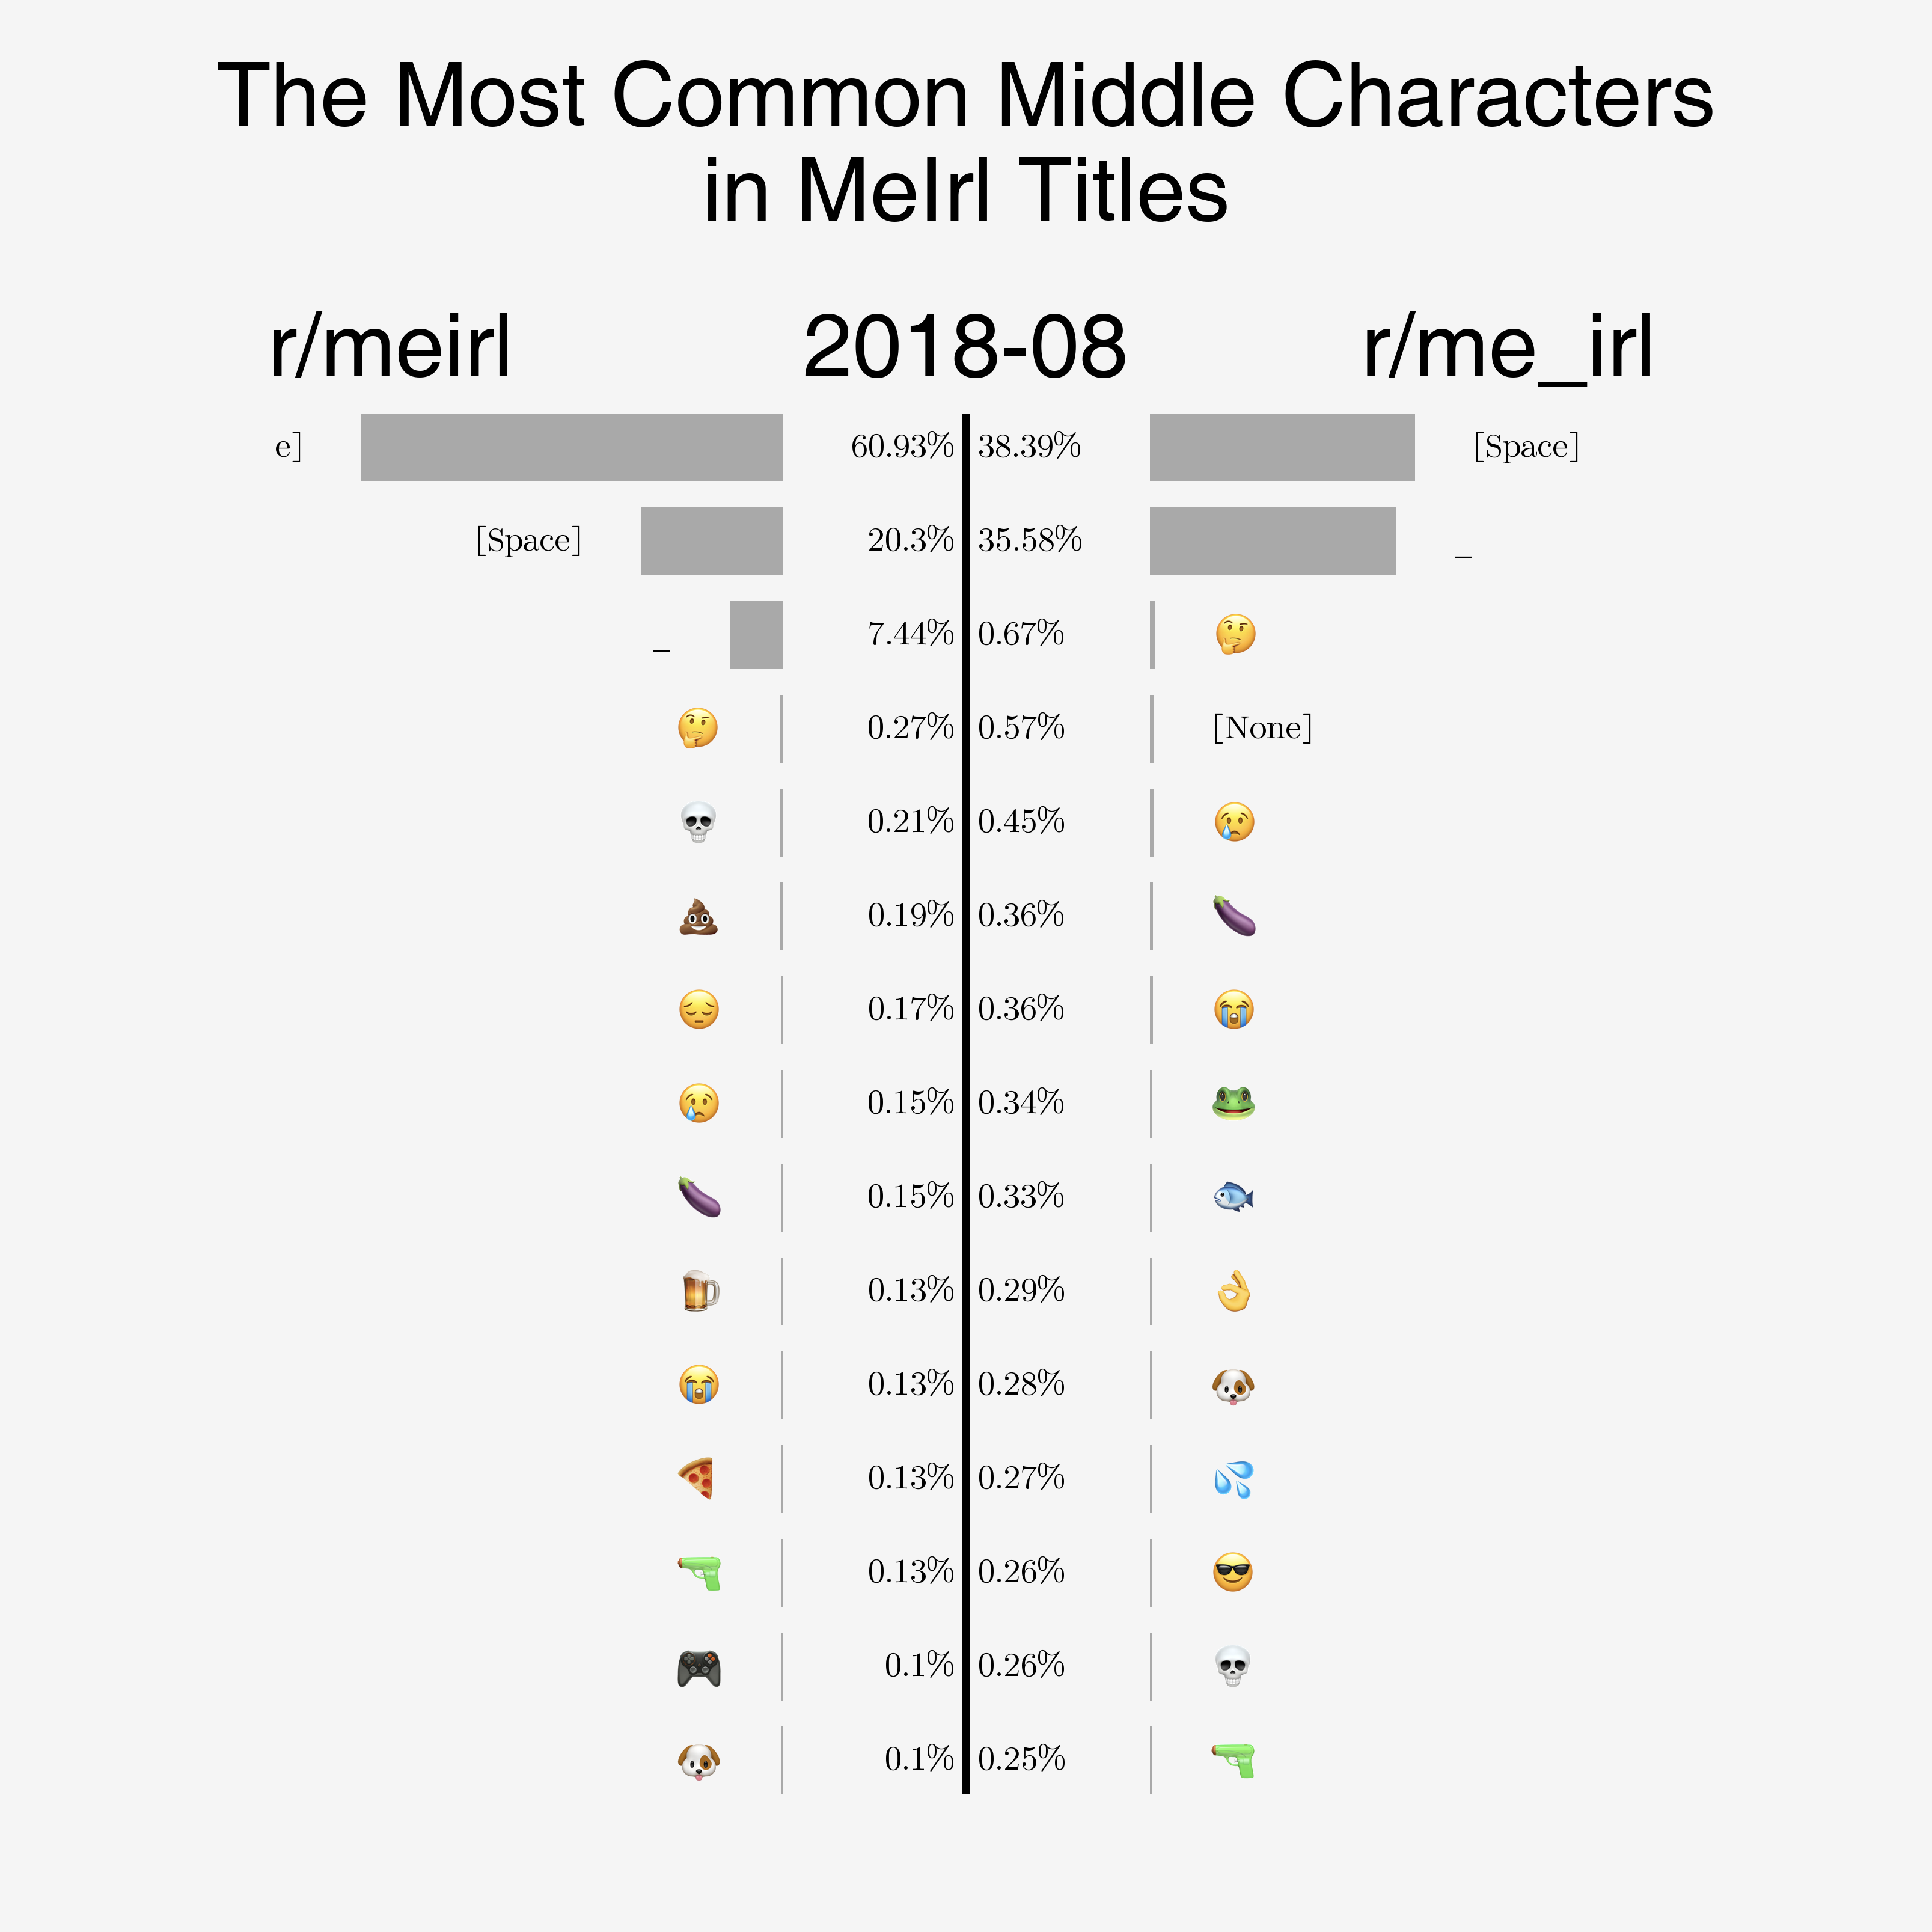 The Most Common Middle Characters
in MeIrl Titles
r/meirl 2018-08 r/me_irl
e] 60.93% 38.39% [Space]
[Space] 20.3% 35.58% _
_ 7.44% 0.67% 🤔
🤔 0.27% 0.57% [None]
💀 0.21% 0.45% 😢
💩 0.19% 0.36% 🍆
😔 0.17% 0.36% 😭
😢 0.15% 0.34% 🐸
🍆 0.15% 0.33% 🐟
🍺 0.13% 0.29% 👌
😭 0.13% 0.28% 🐶
🍕 0.13% 0.27% 💦
🔫 0.13% 0.26% 😎
🎮 0.1% 0.26% 💀
🐶 0.1% 0.25% 🔫